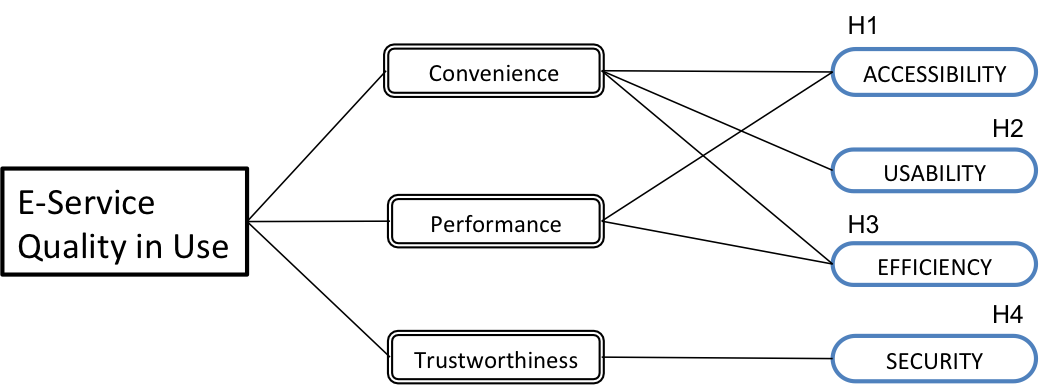 H1
Convenience
ACCESSIBILITY
H2
USABILITY
E-Service
Quality in Use
Performance
H3
EFFICIENCY
H4
Trustworthiness
SECURITY